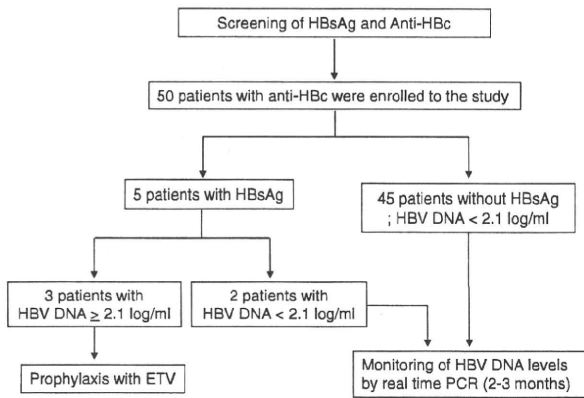 Screening of HBsAg and Anti-HBc
50 patients with anti-HBc were enrolled to the study
5 patients with HBsAg
45 patients without HBsAg
; HBV DNA < 2.1 log/ml
3 patients with
HBV DNA ≥ 2.1 log/ml
2 patients with
HBV DNA < 2.1 log/ml
Prophylaxis with ETV
Monitoring of HBV DNA levels
by real time PCR (2-3 months)